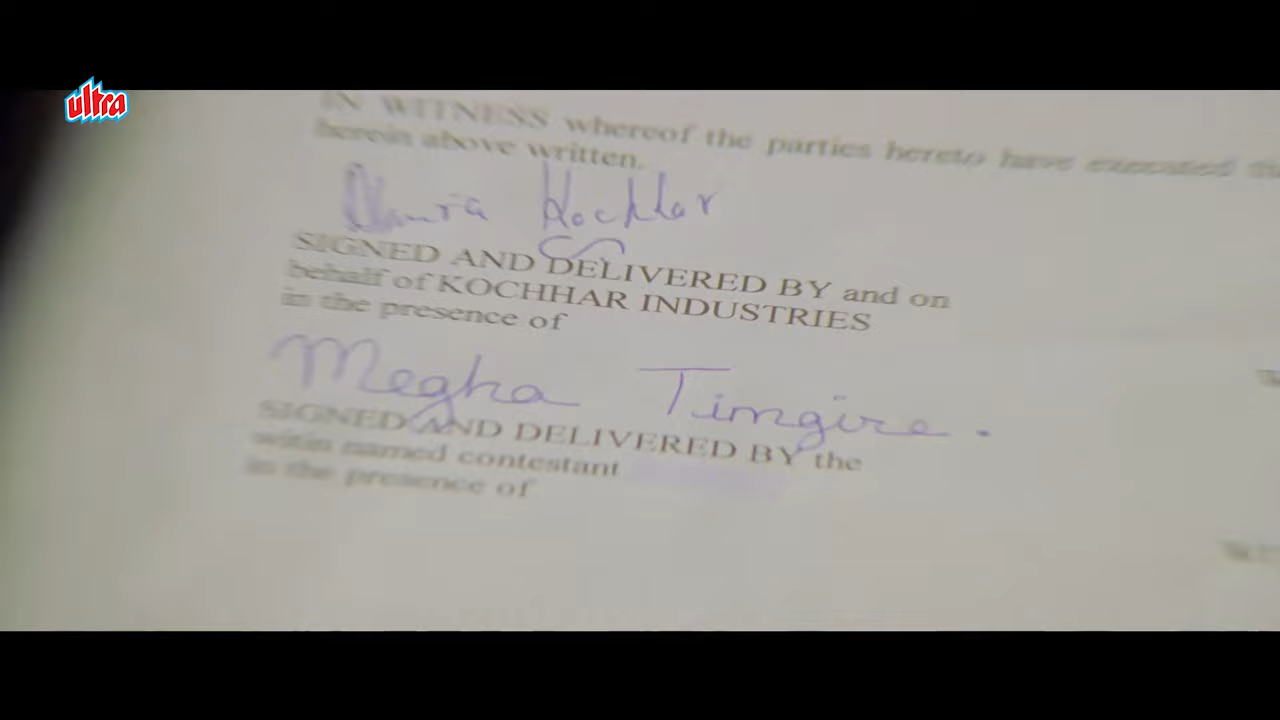 ultra
IN WITNESS whereof the parties hereto have executed
herein above written.
Kochhar
SIGNED AND DELIVERED BY and on
behalf of KOCHHAR INDUSTRIES
in the presence of
Megha Timgire.
SIGNED AND DELIVERED BY the
witin named contestant
in the presence of